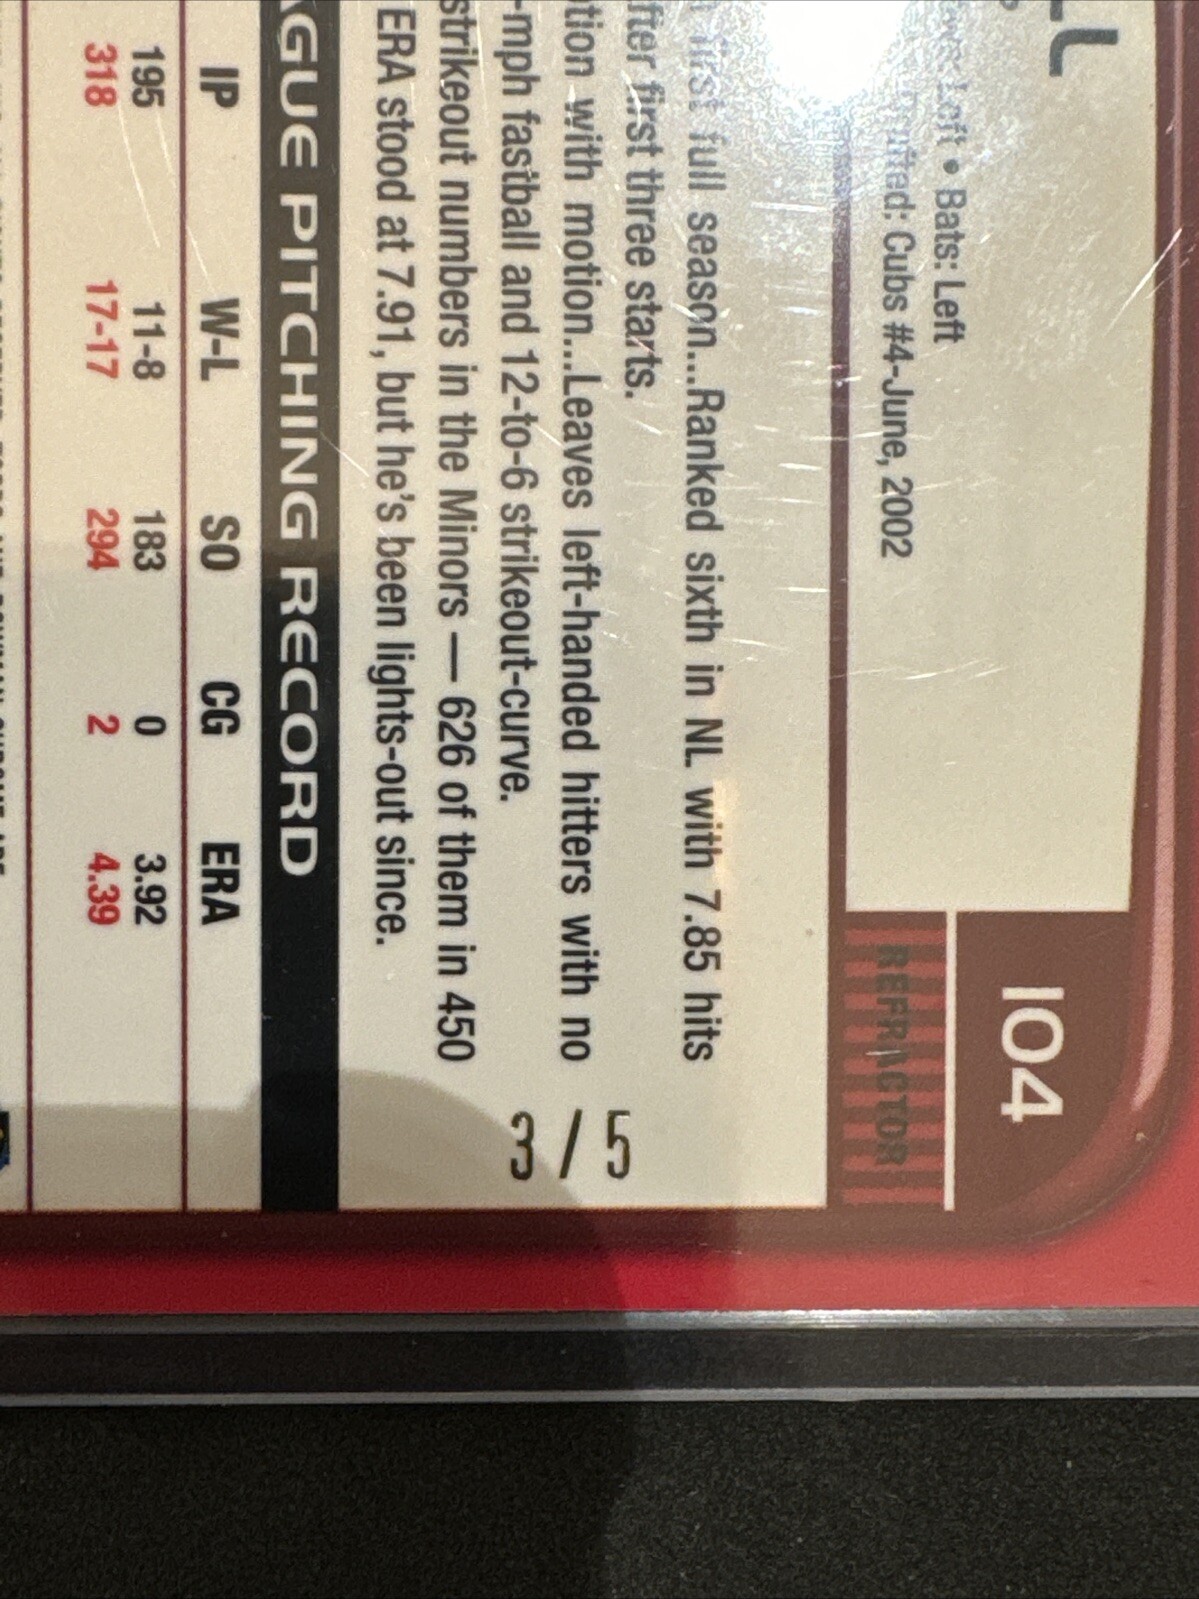 104
REFRACTOR
Left • Bats: Left
Drafted: Cubs #4-June, 2002
first full season...Ranked sixth in NL with 7.85 hits
after first three starts.
tion with motion...Leaves left-handed hitters with no
-mph fastball and 12-to-6 strikeout-curve.
strikeout numbers in the Minors — 626 of them in 450
ERA stood at 7.91, but he's been lights-out since.
3/5
AGUE PITCHING RECORD
IP W-L SO CG ERA
195 11-8 183 0 3.92
318 17-17 294 2 4.39